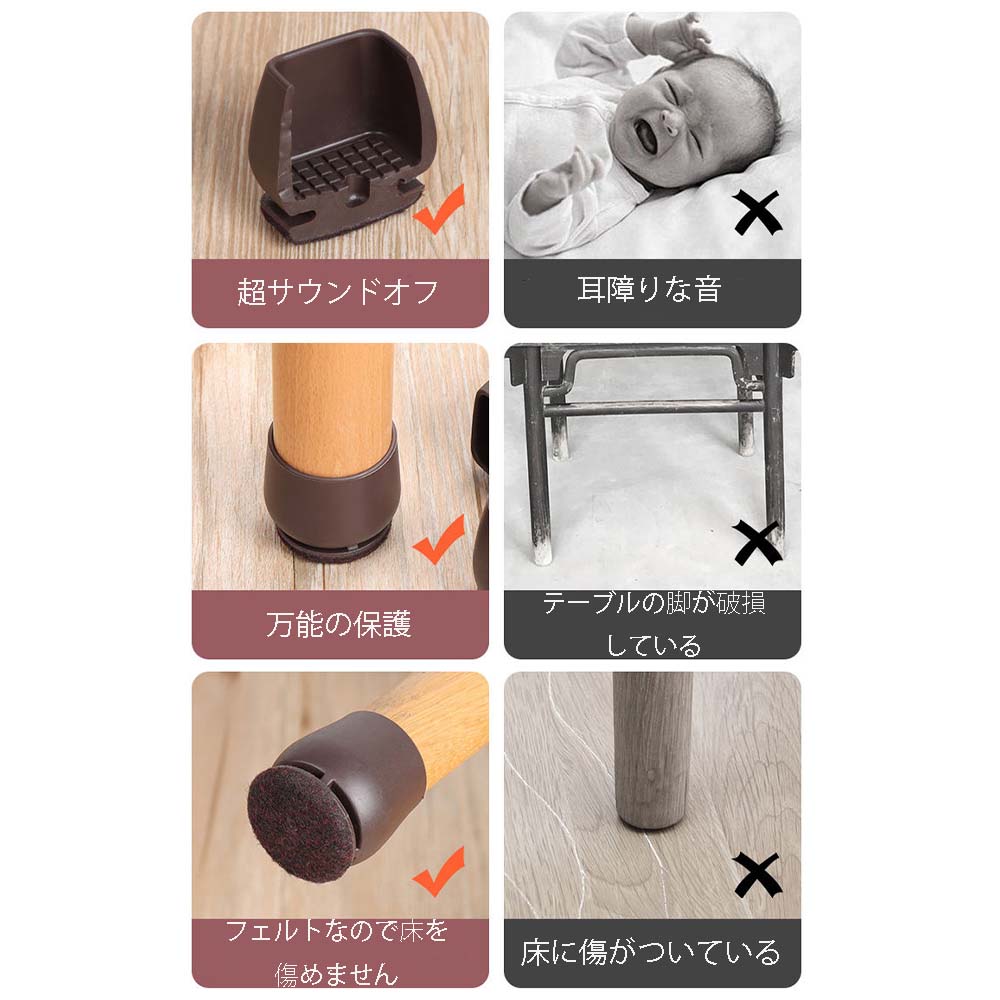 超サウンドオフ
耳障りな音
万能の保護
テーブルの脚が破損
している
フェルトなので床を
傷めません
床に傷がついている